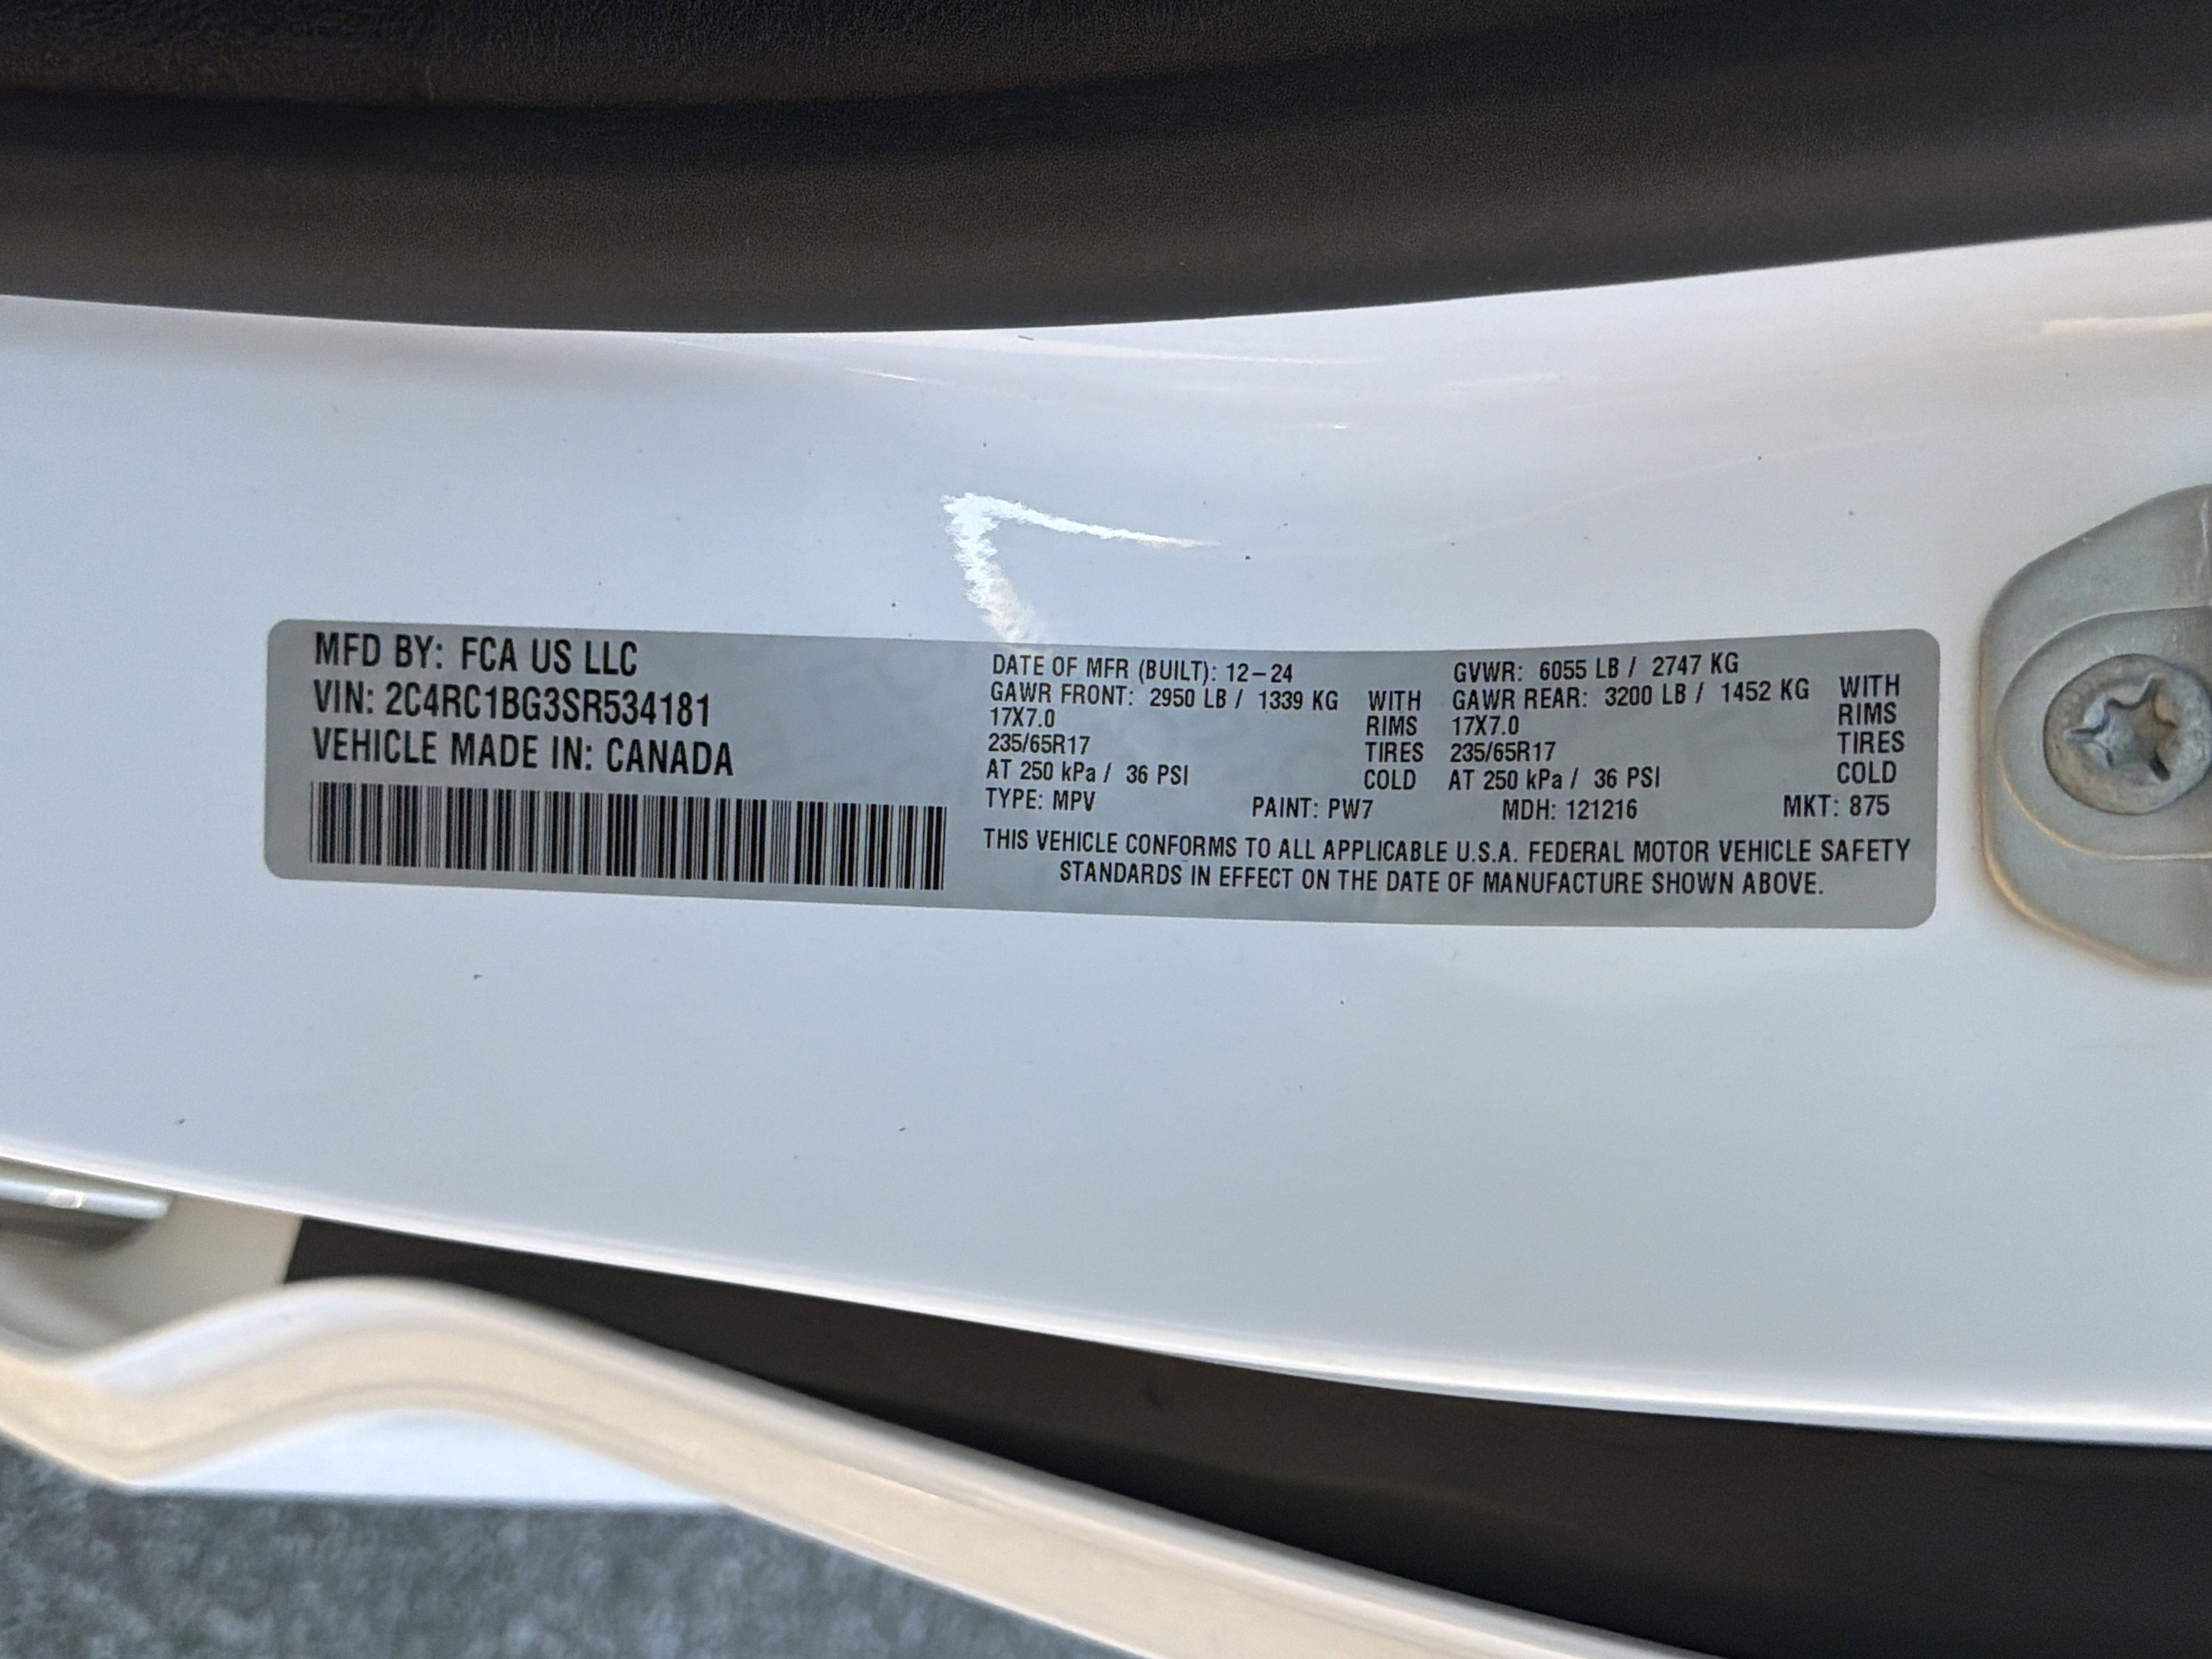 MFD BY: FCA US LLC
VIN: 2C4RC1BG3SR534181
VEHICLE MADE IN: CANADA
DATE OF MFR (BUILT): 12-24 GVWR: 6055 LB / 2747 KG
GAWR FRONT: 2950 LB / 1339 KG WITH GAWR REAR: 3200 LB / 1452 KG WITH
17X7.0 RIMS 17X7.0 RIMS
235/65R17 TIRES 235/65R17 TIRES
AT 250 kPa / 36 PSI COLD AT 250 kPa / 36 PSI COLD
TYPE: MPV PAINT: PW7 MDH: 121216 MKT: 875
THIS VEHICLE CONFORMS TO ALL APPLICABLE U.S.A. FEDERAL MOTOR VEHICLE SAFETY
STANDARDS IN EFFECT ON THE DATE OF MANUFACTURE SHOWN ABOVE.